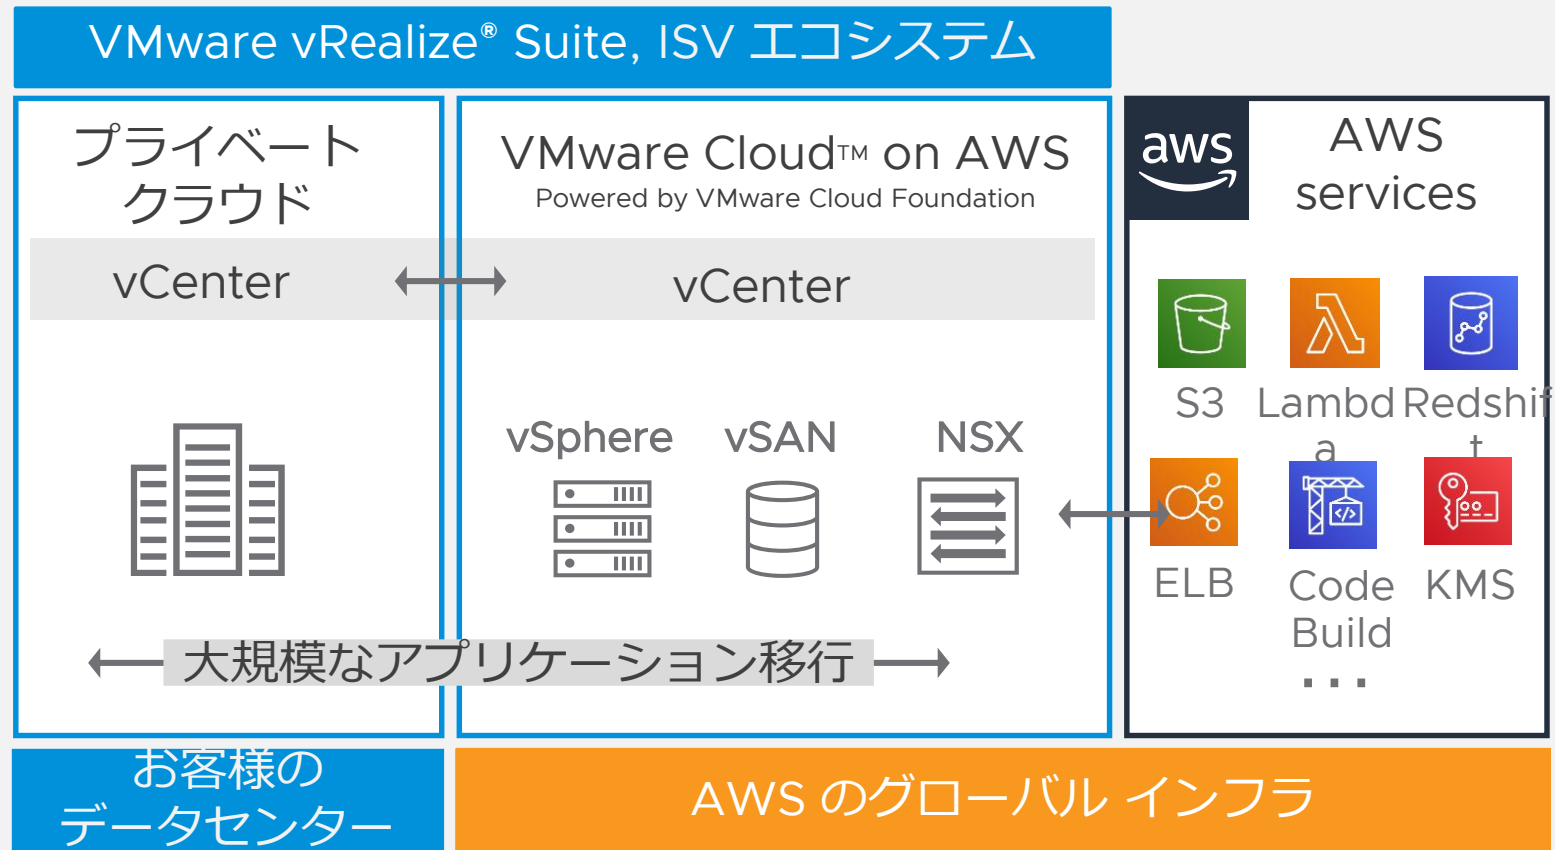 VMware vRealize® Suite, ISV エコシステム
プライベート
クラウド
vCenter
VMware Cloud™ on AWS
Powered by VMware Cloud Foundation
vCenter
vSphere
vSAN
NSX
大規模なアプリケーション移行
aws
AWS
services
S3
Lambd
a
Redshif
t
ELB
Code
Build
KMS
...
お客様の
データセンター
AWS のグローバル インフラ